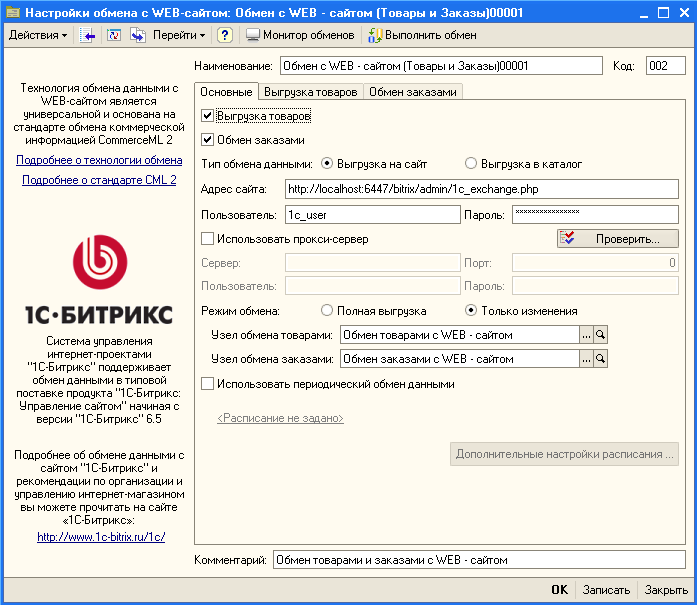 Настройки обмена с WEB-сайтом: Обмен с WEB - сайтом (Товары и Заказы)00001
Действия Перейти ? Монитор обменов Выполнить обмен
Наименование: Обмен с WEB - сайтом (Товары и Заказы)00001 Код: 002
Технология обмена данными с
WEB-сайтом является
универсальной и основана на
стандарте обмена коммерческой
информацией CommerceML 2
Подробнее о технологии обмена
Подробнее о стандарте CML 2
1С·БИТРИКС
Система управления
интернет-проектами
"1С-Битрикс" поддерживает
обмен данными в типовой
поставке продукта "1С-Битрикс:
Управление сайтом" начиная с
версии "1С-Битрикс" 6.5
Подробнее об обмене данными с
сайтом "1С-Битрикс" и
рекомендации по организации и
управлению интернет-магазином
вы можете прочитать на сайте
«1С-Битрикс»:
http://www.1c-bitrix.ru/1c/
Основные Выгрузка товаров Обмен заказами
Выгрузка товаров
Обмен заказами
Тип обмена данными: Выгрузка на сайт Выгрузка в каталог
Адрес сайта: http://localhost:6447/bitrix/admin/1c_exchange.php
Пользователь: 1c_user Пароль: ****************
Использовать прокси-сервер Проверить...
Сервер: Порт: 0
Пользователь: Пароль:
Режим обмена: Полная выгрузка Только изменения
Узел обмена товарами: Обмен товарами с WEB - сайтом ...
Узел обмена заказами: Обмен заказами с WEB - сайтом ...
Использовать периодический обмен данными
<Расписание не задано>
Дополнительные настройки расписания ...
Комментарий: Обмен товарами и заказами с WEB - сайтом
OK Записать Закрыть